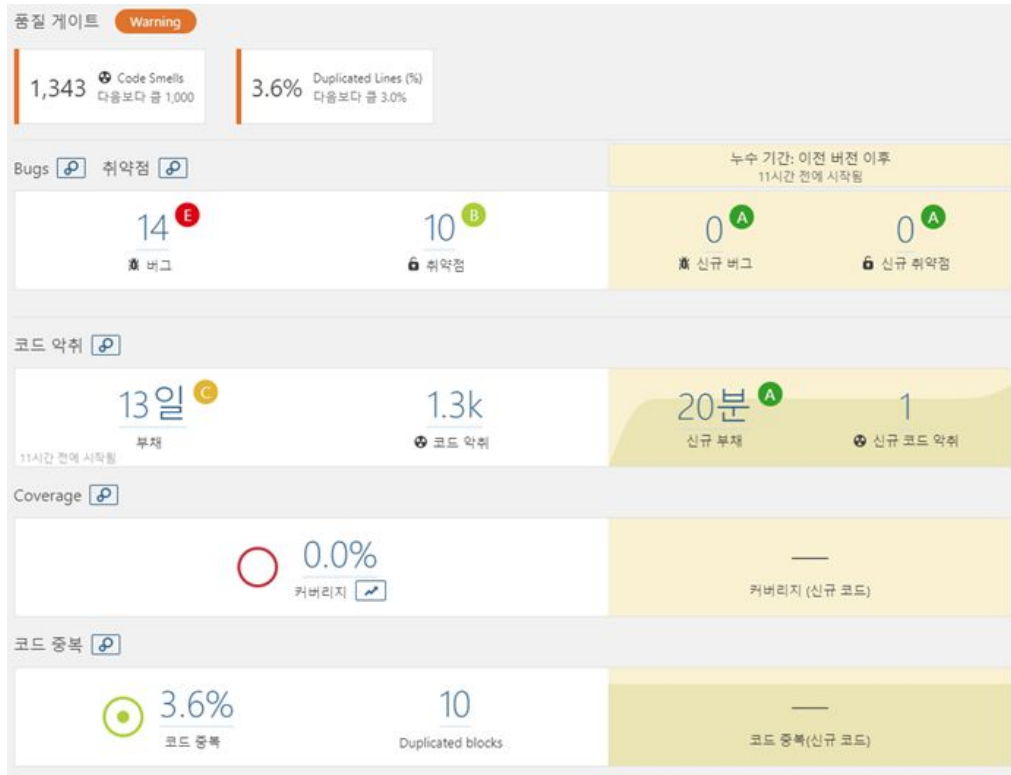 품질 게이트 Warning
1,343 Code Smells
다음보다 클 1,000
3.6% Duplicated Lines (%)
다음보다 클 3.0%
Bugs 취약점
누수 기간: 이전 버전 이후
11시간 전에 시작됨
14 E
버그
10 B
취약점
0 A
신규 버그
0 A
신규 취약점
코드 악취
13일 C
부채
11시간 전에 시작됨
1.3k
코드 악취
20분 A
신규 부채
1
신규 코드 악취
Coverage
0.0%
커버리지
—
커버리지 (신규 코드)
코드 중복
3.6%
코드 중복
10
Duplicated blocks
—
코드 중복(신규 코드)